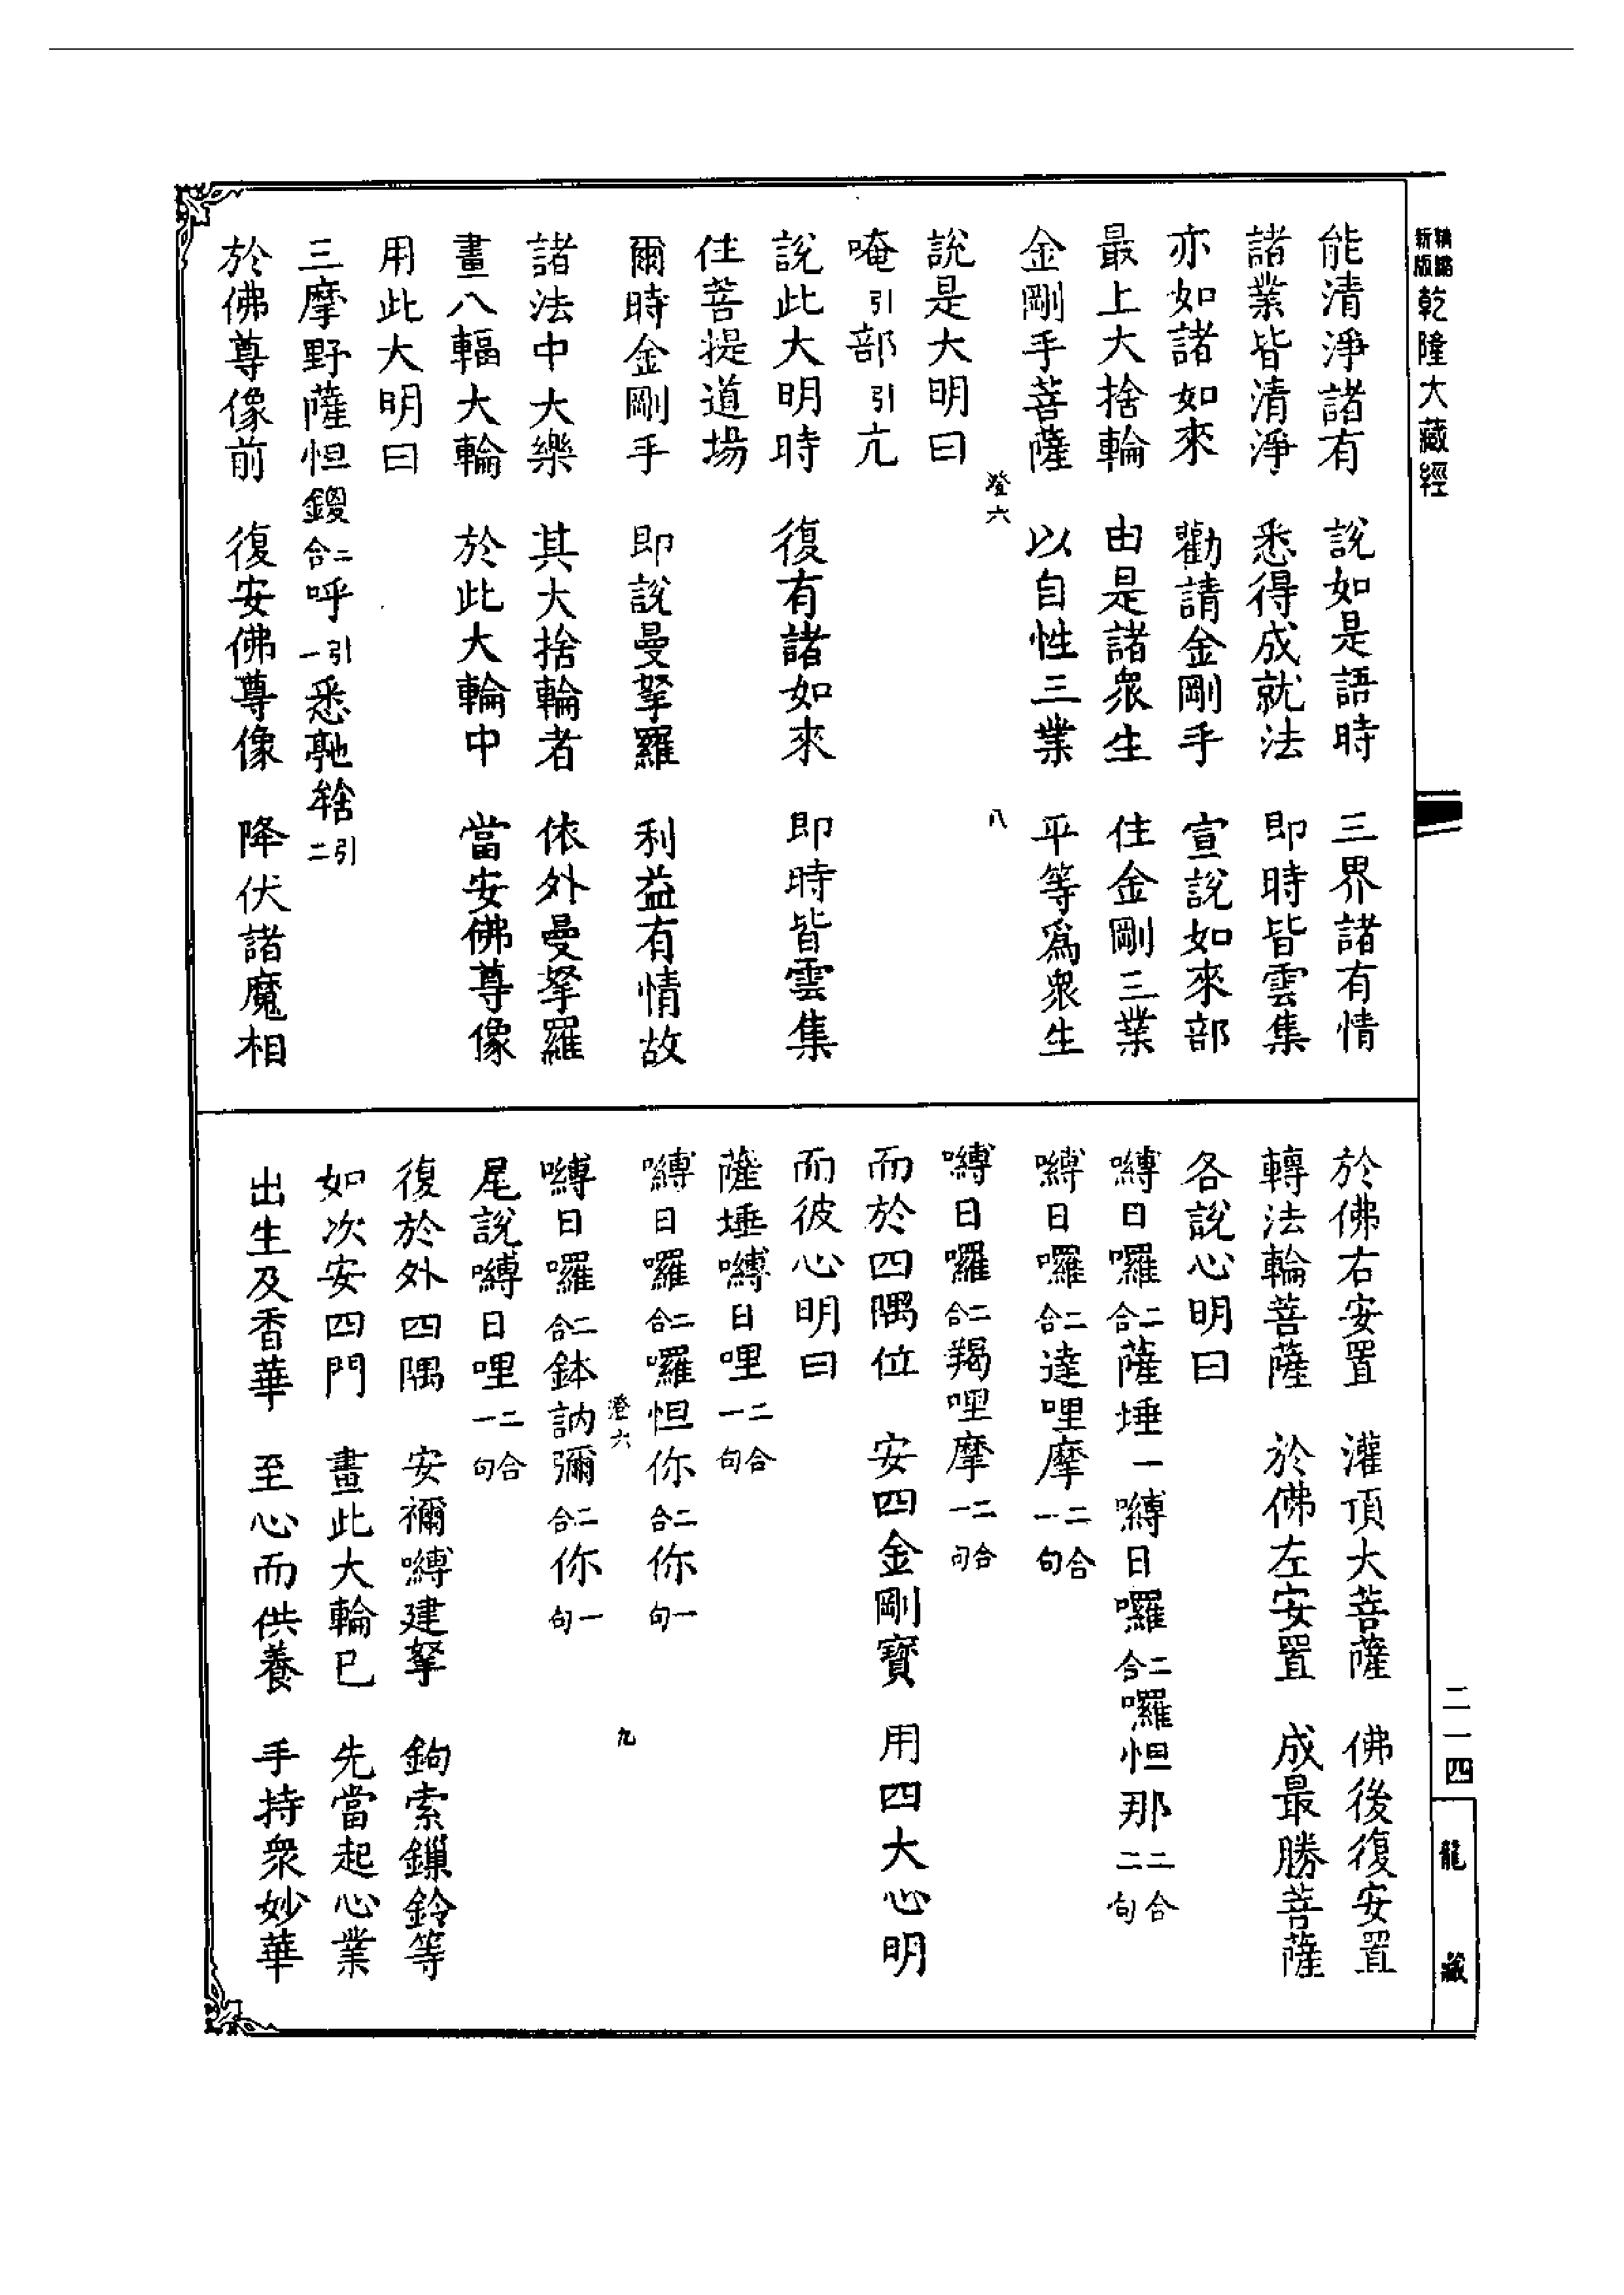 精縮新版乾隆大藏經
能清淨諸有　說如是語時　三界諸有情
諸業皆清淨　悉得成就法　即時皆雲集
亦如諸如來　勸請金剛手　宣說如來部
最上大捨輪　由是諸眾生　住金剛三業
金剛手菩薩　以自性三業　平等爲眾生
澄六　八
說是大明曰
唵引部引亢
說此大明時　復有諸如來　即時皆雲集
住菩提道場
爾時金剛手　即說曼拏羅　利益有情故
諸法中大樂　其大捨輪者　依外曼拏羅
畫八輻大輪　於此大輪中　當安佛尊像
用此大明曰
三摩野薩怛鑁二合呼引一悉亸㗶引二
於佛尊像前　復安佛尊像　降伏諸魔相
於佛右安置　灌頂大菩薩　佛後復安置
轉法輪菩薩　於佛左安置　成最勝菩薩
各說心明曰
嚩日囉二合薩埵一嚩日囉二合囉怛那二合二句
嚩日囉二合達哩摩二合一句
嚩日囉二合羯哩摩二合一句
而於四隅位　安四金剛寶　用四大心明
而彼心明曰
薩埵嚩日哩二合一句
嚩日囉二合囉怛你二合你一句
澄六　九
嚩日囉二合鉢訥彌二合你一句
尾說嚩日哩二合一句
復於外四隅　安禰嚩建拏　鉤索鏁鈴等
如次安四門　畫此大輪已　先當起心業
出生及香華　至心而供養　手持眾妙華
二一四
龍藏